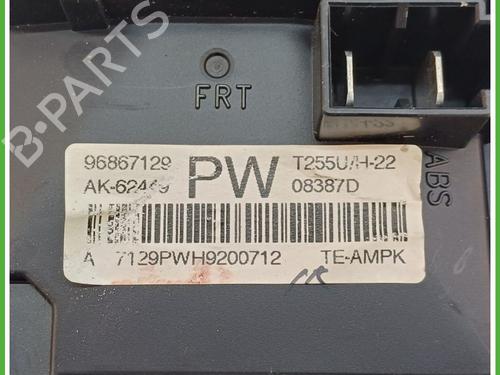 FRT
ABS
96867129 PW T255U/H-22
AK-62449 08387D
A 7129PWH9200712 TE-AMPK
B-PARTS